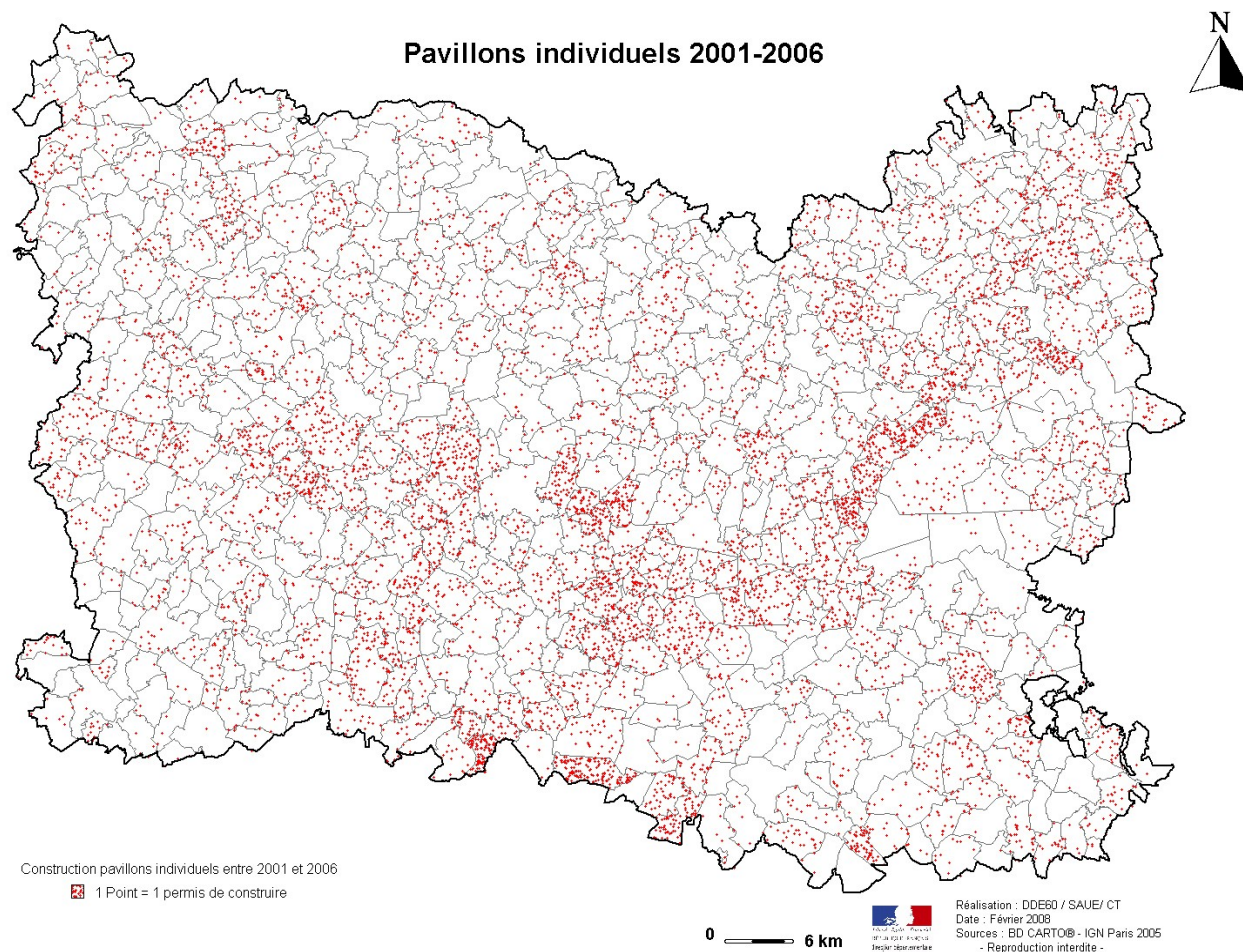 Pavillons individuels 2001-2006
N
Construction pavillons individuels entre 2001 et 2006
1 Point = 1 permis de construire
0 6 km
Réalisation : DDE60 / SAUE/ CT
Date : Février 2008
Sources : BD CARTO® - IGN Paris 2005
- Reproduction interdite -